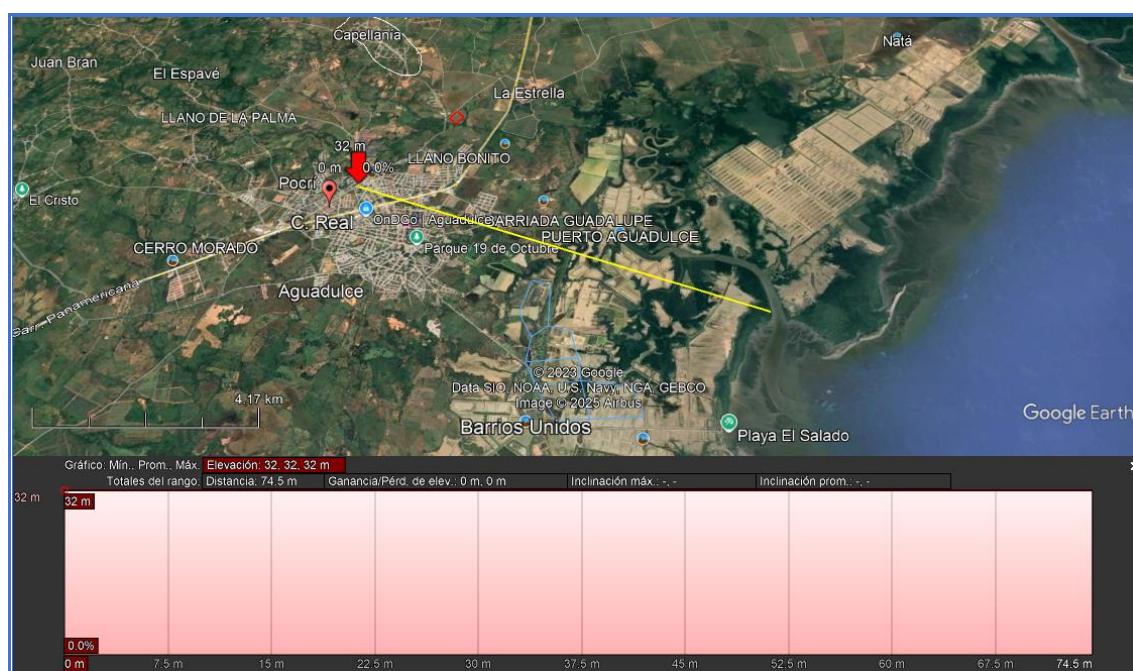 Capellanía
Natá
Juan Bran
El Espavé
La Estrella
LLANO DE LA PALMA
32 m
LLANO BONITO
0 m 0.0%
Pocrí
El Cristo
OnDGo | Aguadulce
BARRIADA GUADALUPE
C. Real
PUERTO AGUADULCE
CERRO MORADO
Parque 19 de Octubre
Carr. Panamericana
Aguadulce
© 2023 Google
Data SIO, NOAA, U.S. Navy, NGA, GEBCO
Image © 2025 Airbus
4.17 km
Google Earth
Barrios Unidos
Playa El Salado
Gráfico: Mín., Prom., Máx. Elevación: 32, 32, 32 m
Totales del rango: Distancia: 74.5 m Ganancia/Pérd. de elev.: 0 m, 0 m Inclinación máx.: -, - Inclinación prom.: -, -
32 m
32 m
0.0%
0 m 7.5 m 15 m 22.5 m 30 m 37.5 m 45 m 52.5 m 60 m 67.5 m 74.5 m